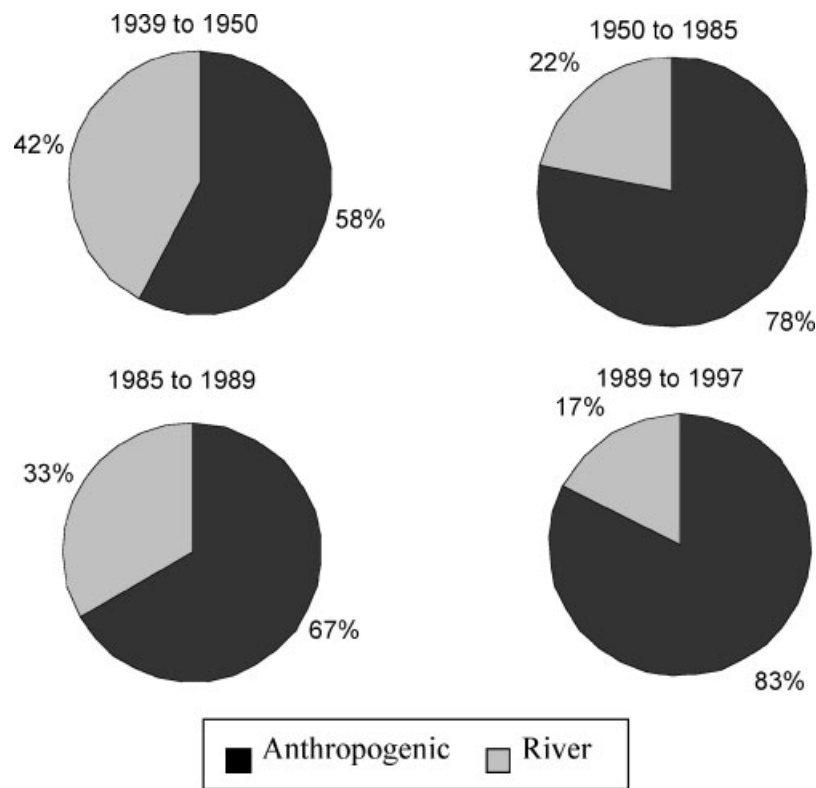 1939 to 1950
42%
58%
1950 to 1985
22%
78%
1985 to 1989
33%
67%
1989 to 1997
17%
83%
Anthropogenic River